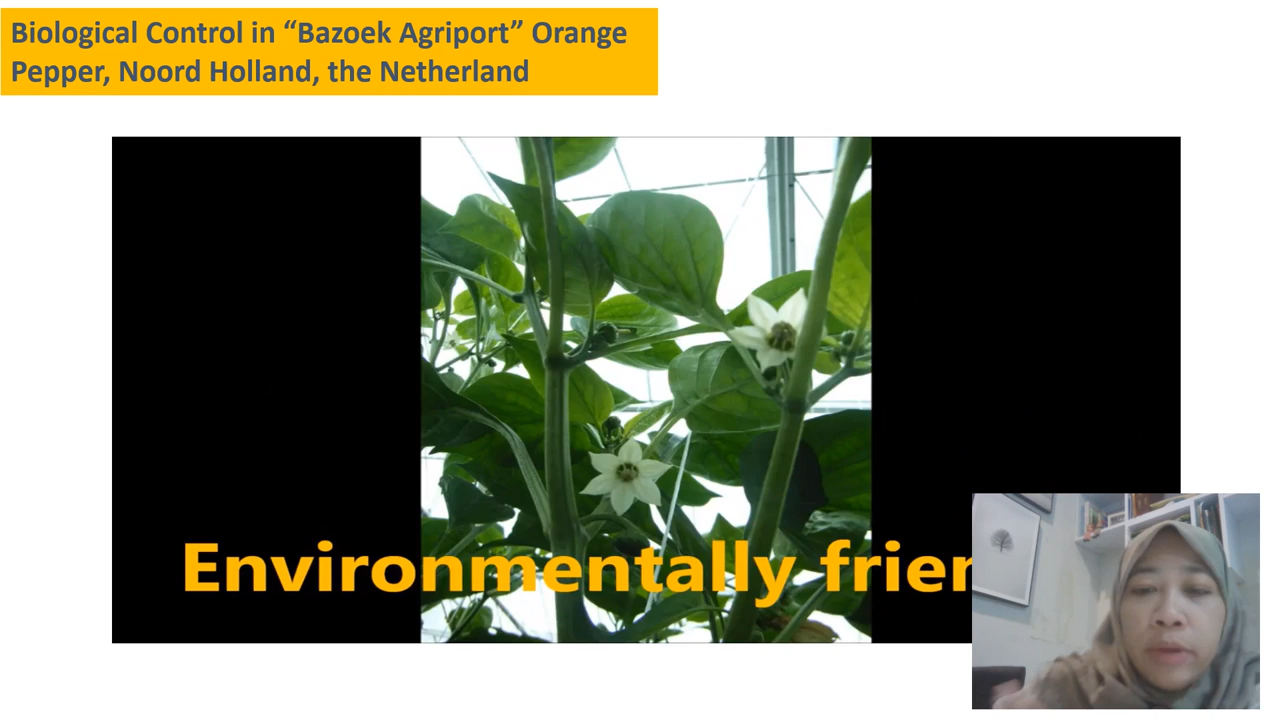 Biological Control in “Bazoek Agriport” Orange
Pepper, Noord Holland, the Netherland
Environmentally frien